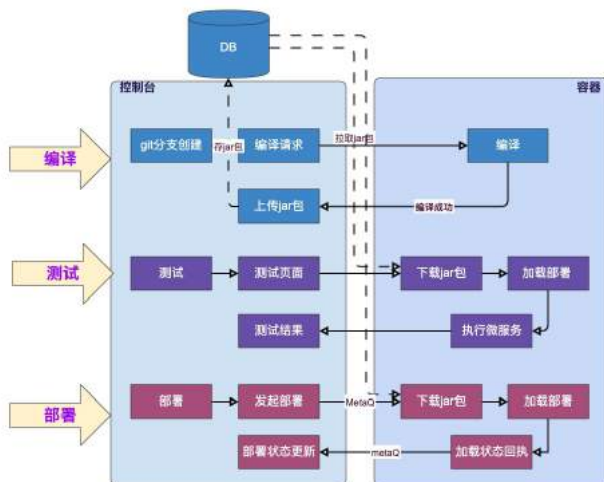 DB
控制台
容器
编译
git分支创建
存jar包
编译请求
拉取jar包
编译
上传jar包
编译成功
测试
测试
测试页面
下载jar包
加载部署
测试结果
执行微服务
部署
部署
发起部署
MetaQ
下载jar包
加载部署
部署状态更新
metaQ
加载状态回执